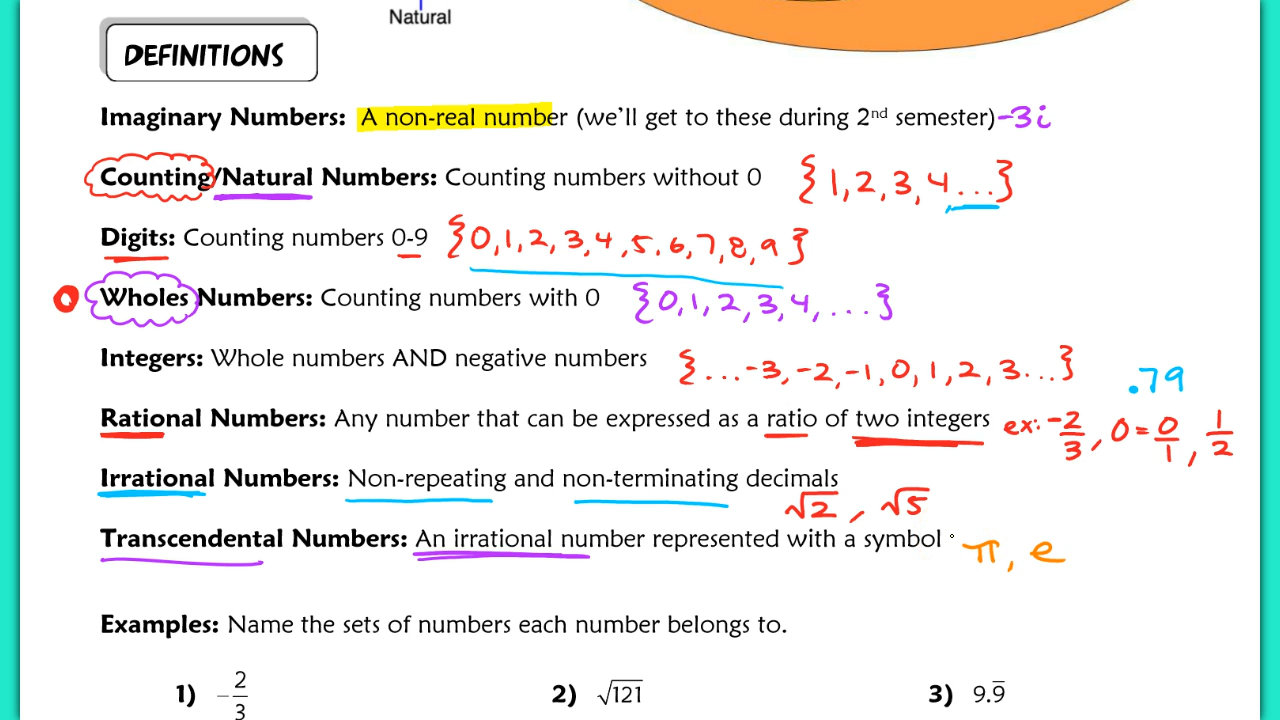 Natural
DEFINITIONS
Imaginary Numbers: A non-real number (we'll get to these during 2nd semester) -3i
Counting/Natural Numbers: Counting numbers without 0 {1, 2, 3, 4...}
Digits: Counting numbers 0-9 {0, 1, 2, 3, 4, 5, 6, 7, 8, 9}
0 Wholes Numbers: Counting numbers with 0 {0, 1, 2, 3, 4, ...}
Integers: Whole numbers AND negative numbers {...-3, -2, -1, 0, 1, 2, 3...}
.79
Rational Numbers: Any number that can be expressed as a ratio of two integers ex: -2/3, 0=0/1, 1/2
Irrational Numbers: Non-repeating and non-terminating decimals
√2, √5
Transcendental Numbers: An irrational number represented with a symbol π, e
Examples: Name the sets of numbers each number belongs to.
1) -2/3 2) √121 3) 9.9̅